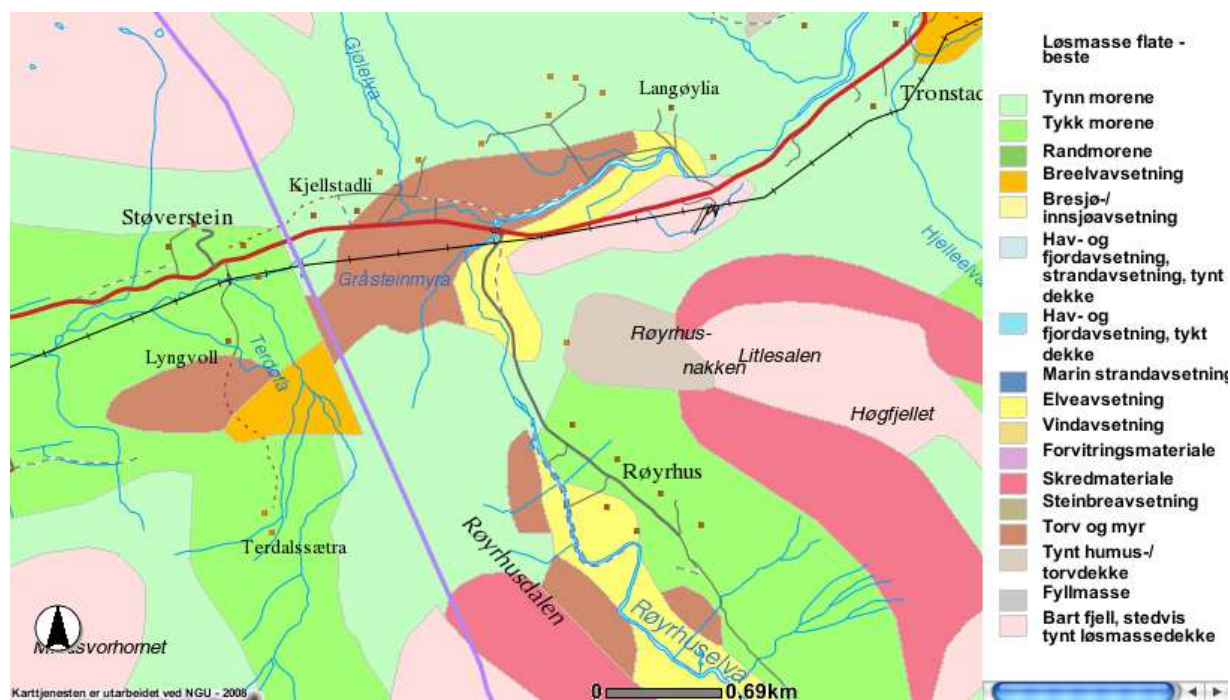 Gjølelva
Langøylia
Tronstad
Kjellstadli
Støverstein
Gråsteinmyra
Hjelleelva
Røyrhus-
nakken
Litlesalen
Lyngvoll
Terdøla
Høgfjellet
Røyrhus
Terdalssætra
Røyrhusdalen
Røyrhuselva
Karttjenesten er utarbeidet ved NGU - 2008
0 0.69km
Løsmasse flate -
beste
Tynn morene
Tykk morene
Randmorene
Breelvavsetning
Bresjø-/
innsjøavsetning
Hav- og
fjordavsetning,
strandavsetning, tynt
dekke
Hav- og
fjordavsetning, tykt
dekke
Marin strandavsetning
Elveavsetning
Vindavsetning
Forvitringsmateriale
Skredmateriale
Steinbreavsetning
Torv og myr
Tynt humus-/
torvdekke
Fyllmasse
Bart fjell, stedvis
tynt løsmassedekke